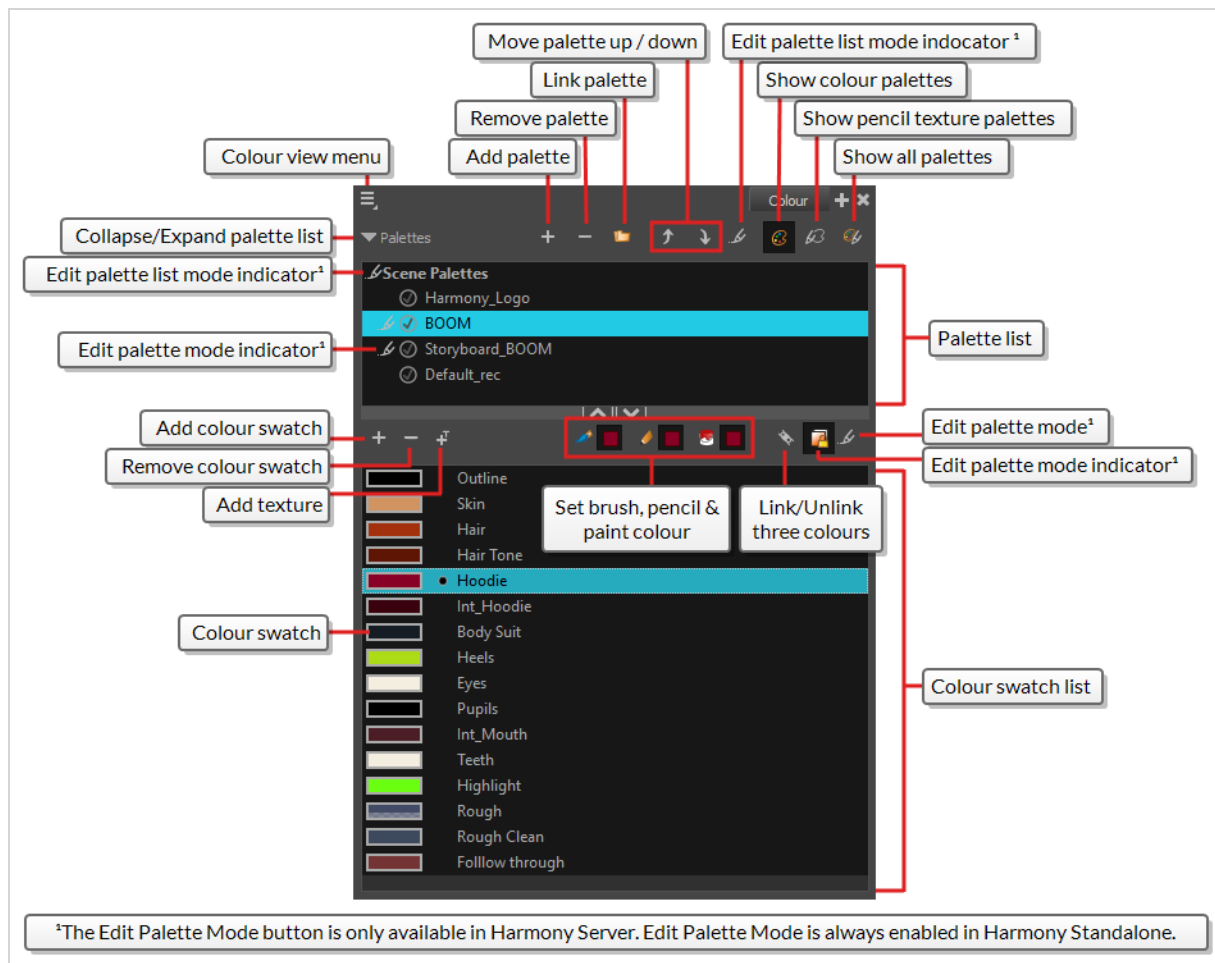 Move palette up / down
Edit palette list mode indocator ¹
Link palette
Show colour palettes
Remove palette
Show pencil texture palettes
Colour view menu
Add palette
Show all palettes
Colour
Collapse/Expand palette list
Palettes
Edit palette list mode indicator¹
Scene Palettes
Harmony_Logo
BOOM
Edit palette mode indicator¹
Storyboard_BOOM
Default_rec
Palette list
Add colour swatch
Remove colour swatch
Add texture
Edit palette mode¹
Edit palette mode indicator¹
Set brush, pencil &
paint colour
Link/Unlink
three colours
Outline
Skin
Hair
Hair Tone
Hoodie
Int_Hoodie
Colour swatch
Body Suit
Heels
Eyes
Pupils
Int_Mouth
Teeth
Highlight
Rough
Rough Clean
Folllow through
Colour swatch list
¹The Edit Palette Mode button is only available in Harmony Server. Edit Palette Mode is always enabled in Harmony Standalone.